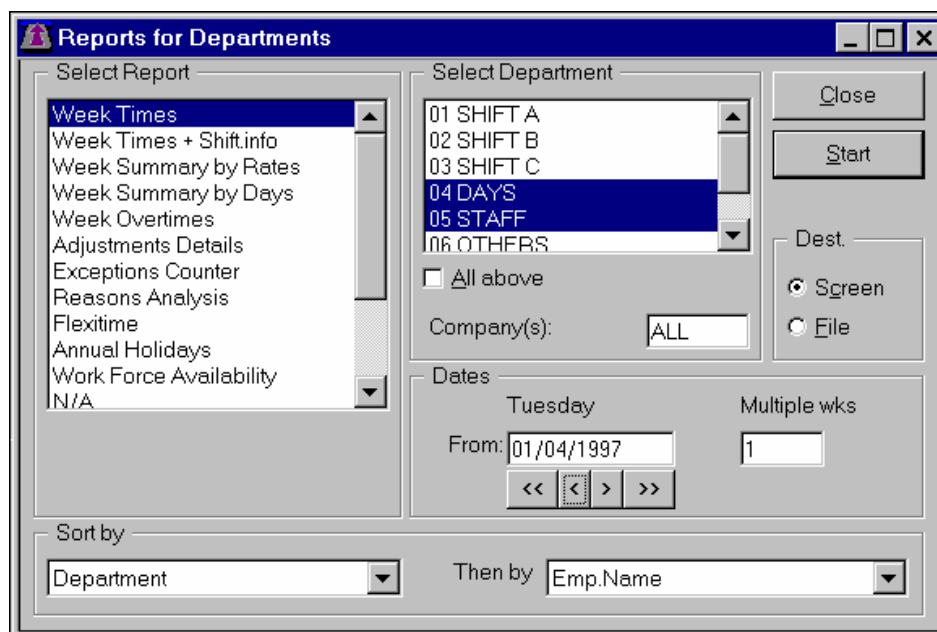 Reports for Departments
Select Report
Week Times
Week Times + Shift.info
Week Summary by Rates
Week Summary by Days
Week Overtimes
Adjustments Details
Exceptions Counter
Reasons Analysis
Flexitime
Annual Holidays
Work Force Availability
N/A
Select Department
01 SHIFT A
02 SHIFT B
03 SHIFT C
04 DAYS
05 STAFF
06 OTHERS
All above
Company(s): ALL
Close
Start
Dest.
Screen
File
Dates
Tuesday Multiple wks
From: 01/04/1997 1
<< < > >>
Sort by
Department Then by Emp.Name